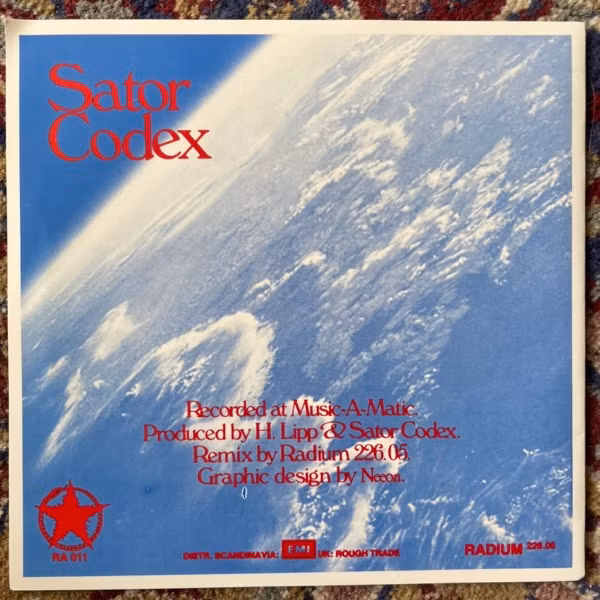 Sator
Codex
Recorded at Music-A-Matic.
Produced by H. Lipp & Sator Codex.
Remix by Radium 226.05.
Graphic design by Neeon.
RA 011
DISTR. SCANDINAVIA: EMI UK: ROUGH TRADE
RADIUM 226.05